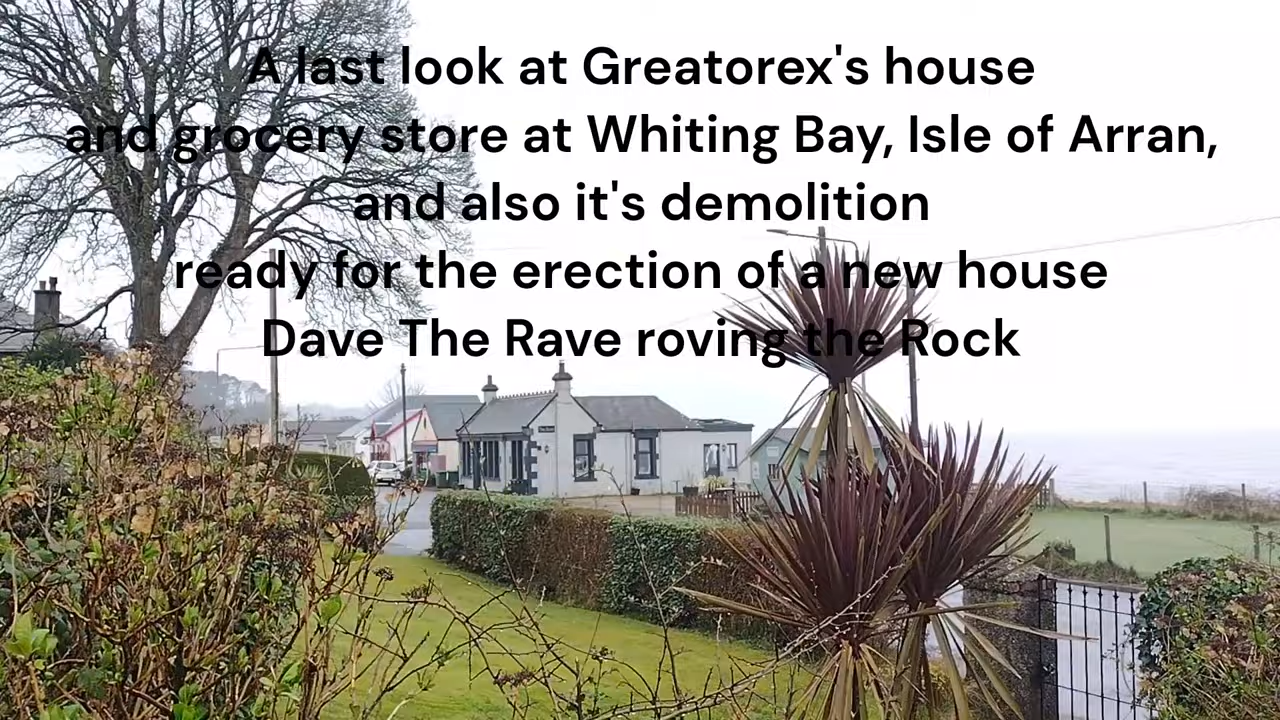 A last look at Greatorex's house
and grocery store at Whiting Bay, Isle of Arran,
and also it's demolition
ready for the erection of a new house
Dave The Rave roving the Rock